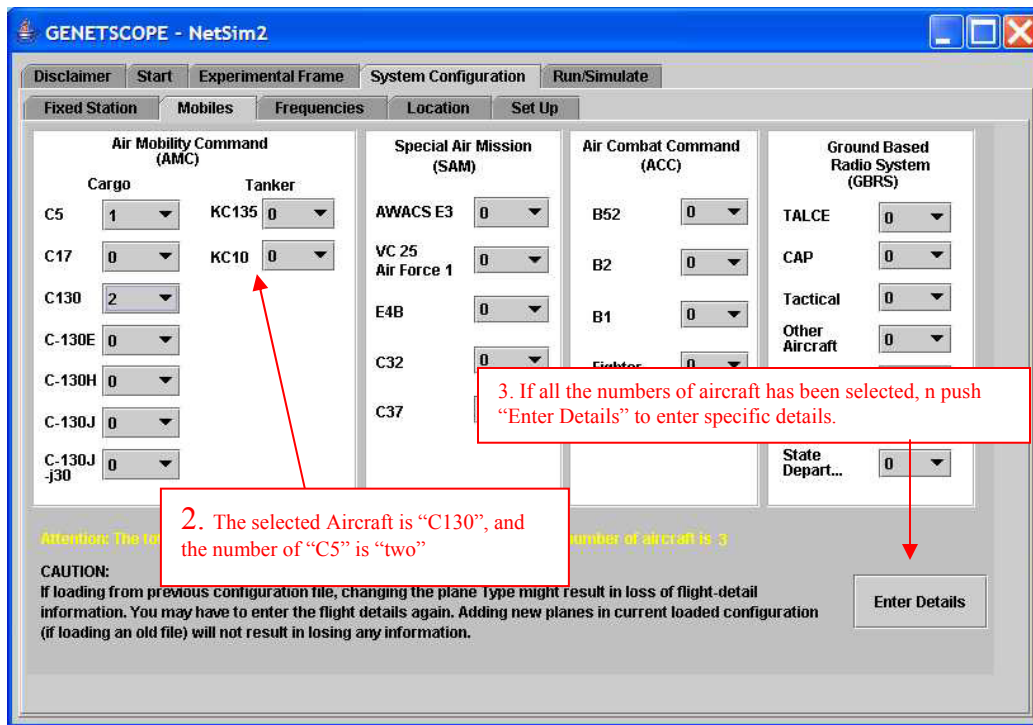 GENETSCOPE - NetSim2
Disclaimer Start Experimental Frame System Configuration Run/Simulate
Fixed Station Mobiles Frequencies Location Set Up
Air Mobility Command
(AMC)
Cargo Tanker
C5 1 KC135 0
C17 0 KC10 0
C130 2
C-130E 0
C-130H 0
C-130J 0
C-130J
-j30 0
Special Air Mission
(SAM)
AWACS E3 0
VC 25
Air Force 1 0
E4B 0
C32 0
C37
Air Combat Command
(ACC)
B52 0
B2 0
B1 0
Fighter 0
Ground Based
Radio System
(GBRS)
TALCE 0
CAP 0
Tactical 0
Other
Aircraft 0
State
Depart... 0
3. If all the numbers of aircraft has been selected, n push
“Enter Details” to enter specific details.
2. The selected Aircraft is “C130”, and
the number of “C5” is “two”
Attention: The number of aircraft is 3
CAUTION:
If loading from previous configuration file, changing the plane Type might result in loss of flight-detail
information. You may have to enter the flight details again. Adding new planes in current loaded configuration
(if loading an old file) will not result in losing any information.
Enter Details